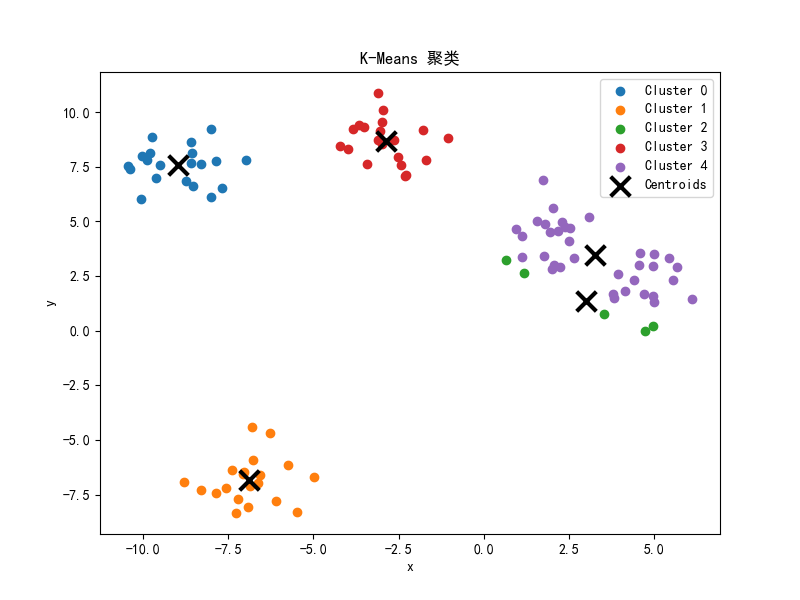 K-Means 聚类
Cluster 0
Cluster 1
Cluster 2
Cluster 3
Cluster 4
Centroids
10.0
7.5
5.0
2.5
0.0
-2.5
-5.0
-7.5
y
-10.0 -7.5 -5.0 -2.5 0.0 2.5 5.0
x